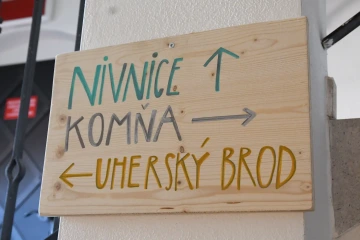 NIVNICE ↑
KOMŇA →
← UHERSKÝ BROD